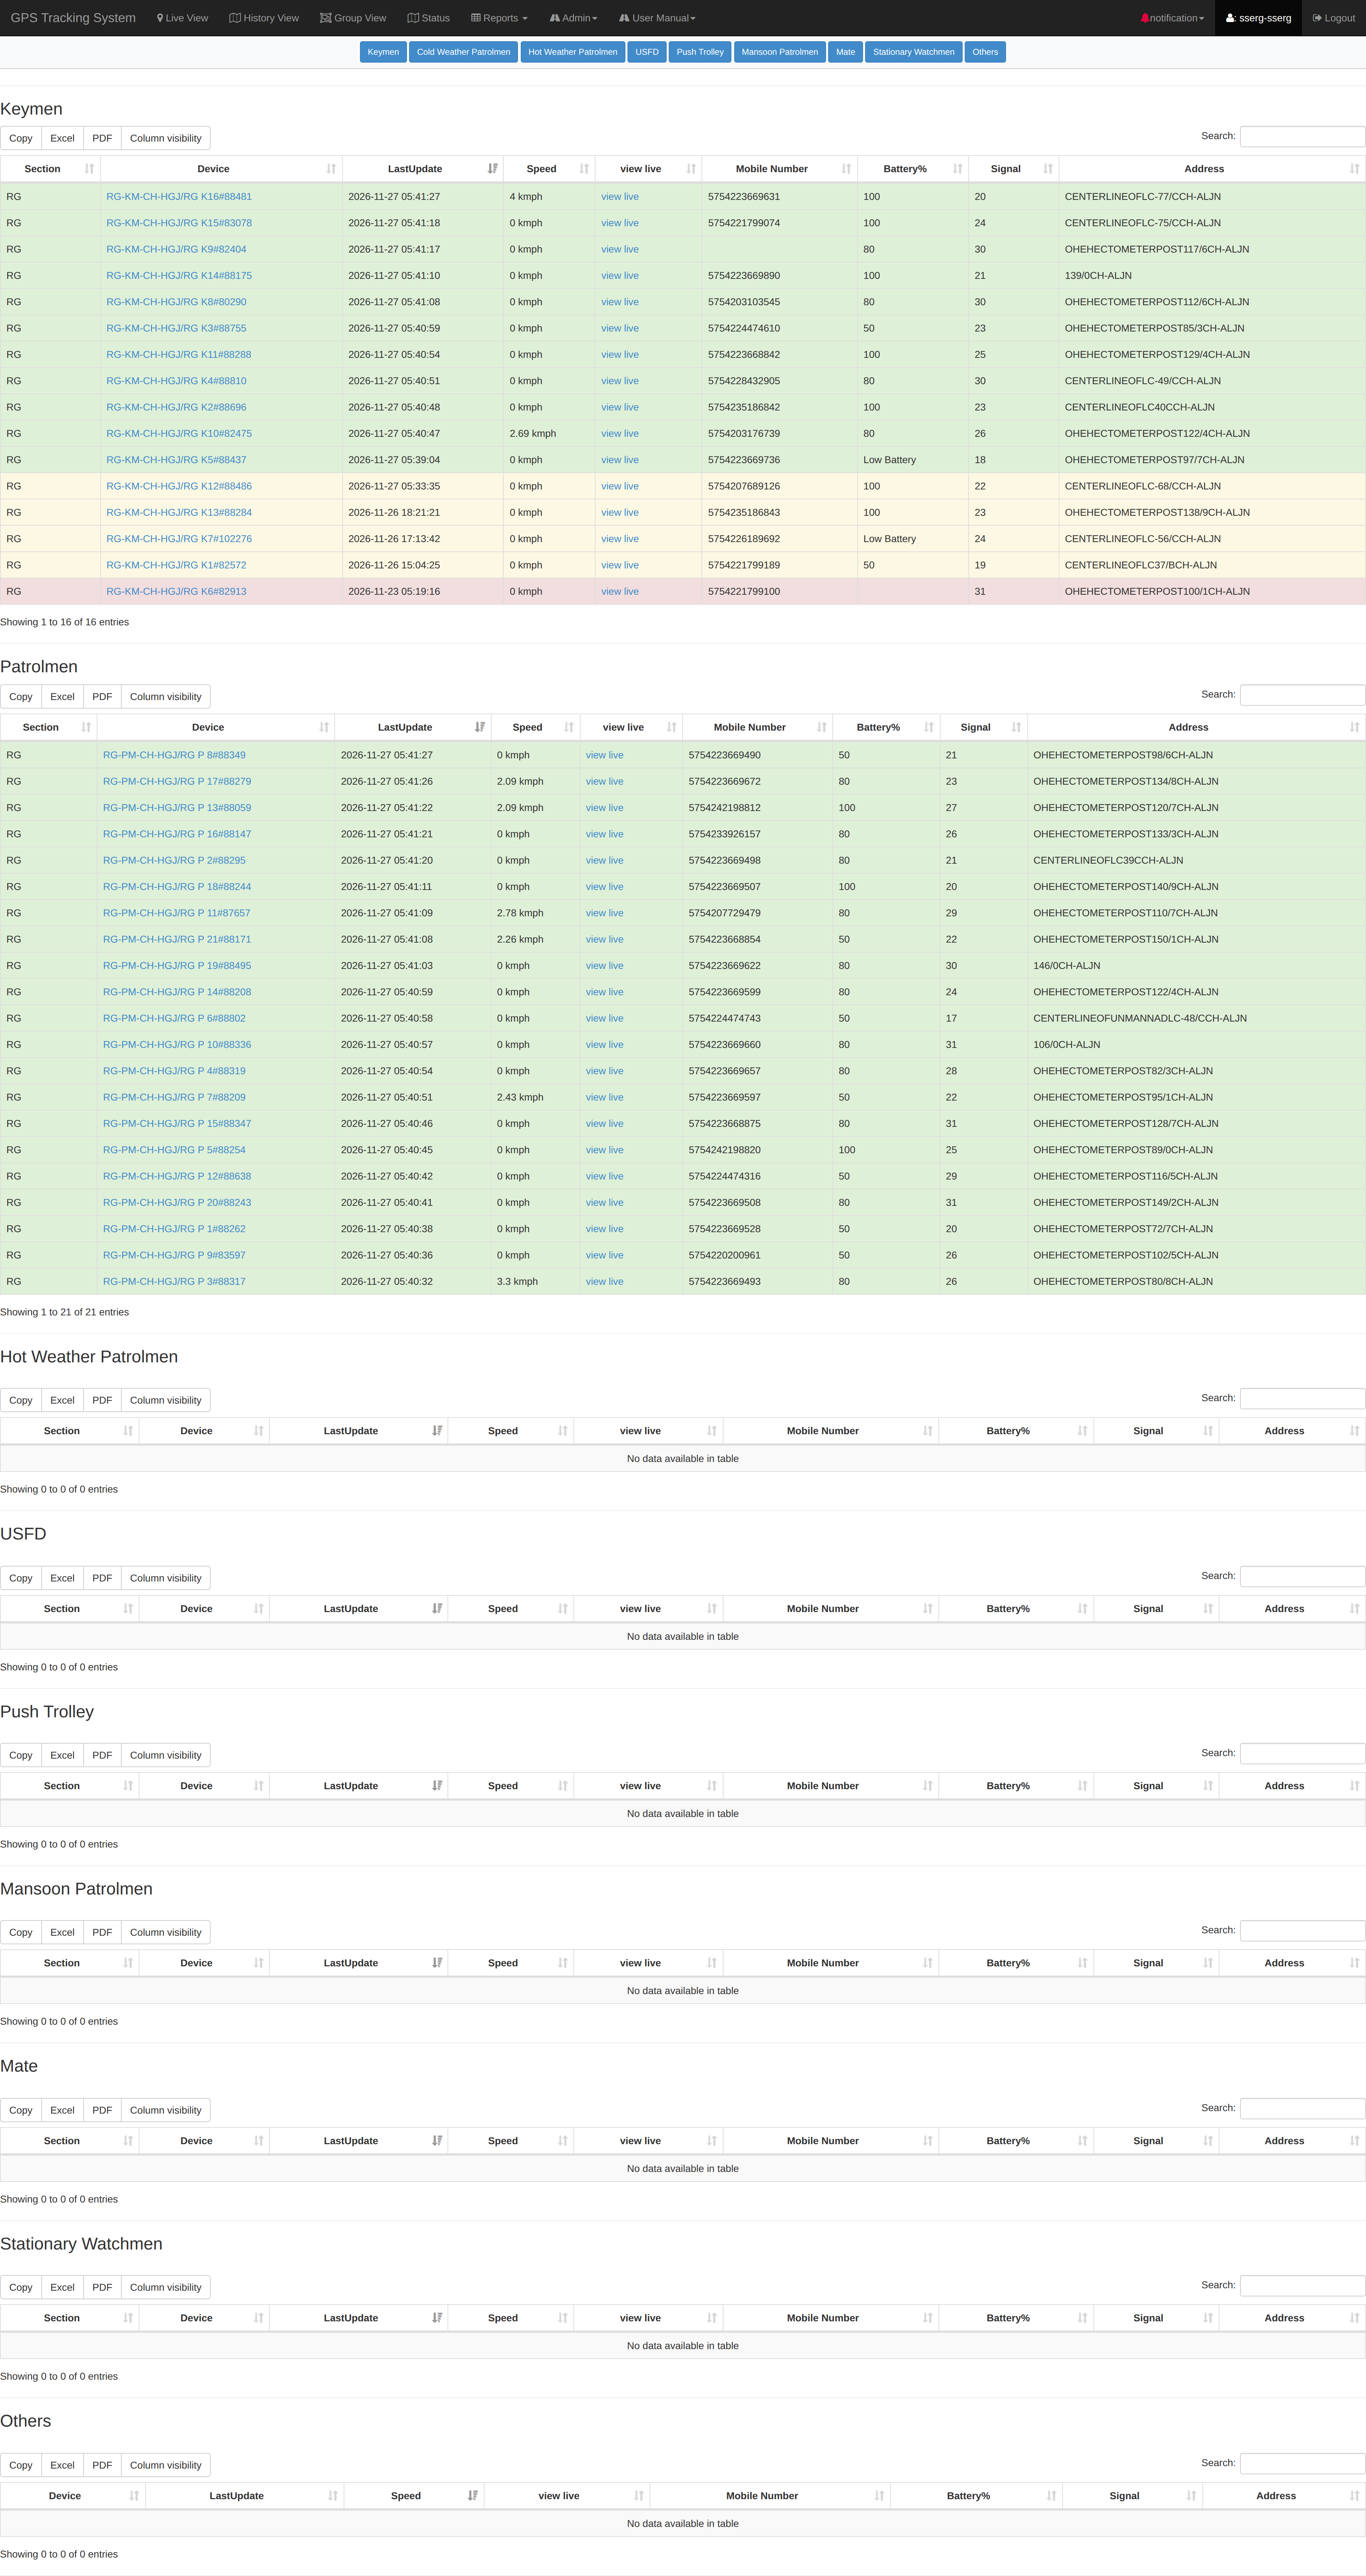 GPS Tracking System Live View History View Group View Status Reports Admin User Manual notification : sserg-sserg Logout
Keymen Cold Weather Patrolmen Hot Weather Patrolmen USFD Push Trolley Mansoon Patrolmen Mate Stationary Watchmen Others
Keymen
Copy Excel PDF Column visibility Search:
Section Device LastUpdate Speed view live Mobile Number Battery% Signal Address
RG RG-KM-CH-HGJ/RG K16#88481 2026-11-27 05:41:27 4 kmph view live 5754223669631 100 20 CENTERLINEOFLC-77/CCH-ALJN
RG RG-KM-CH-HGJ/RG K15#83078 2026-11-27 05:41:18 0 kmph view live 5754221799074 100 24 CENTERLINEOFLC-75/CCH-ALJN
RG RG-KM-CH-HGJ/RG K9#82404 2026-11-27 05:41:17 0 kmph view live 80 30 OHEHECTOMETERPOST117/6CH-ALJN
RG RG-KM-CH-HGJ/RG K14#88175 2026-11-27 05:41:10 0 kmph view live 5754223669890 100 21 139/0CH-ALJN
RG RG-KM-CH-HGJ/RG K8#80290 2026-11-27 05:41:08 0 kmph view live 5754203103545 80 30 OHEHECTOMETERPOST112/6CH-ALJN
RG RG-KM-CH-HGJ/RG K3#88755 2026-11-27 05:40:59 0 kmph view live 5754224474610 50 23 OHEHECTOMETERPOST85/3CH-ALJN
RG RG-KM-CH-HGJ/RG K11#88288 2026-11-27 05:40:54 0 kmph view live 5754223668842 100 25 OHEHECTOMETERPOST129/4CH-ALJN
RG RG-KM-CH-HGJ/RG K4#88810 2026-11-27 05:40:51 0 kmph view live 5754228432905 80 30 CENTERLINEOFLC-49/CCH-ALJN
RG RG-KM-CH-HGJ/RG K2#88696 2026-11-27 05:40:48 0 kmph view live 5754235186842 100 23 CENTERLINEOFLC40CCH-ALJN
RG RG-KM-CH-HGJ/RG K10#82475 2026-11-27 05:40:47 2.69 kmph view live 5754203176739 80 26 OHEHECTOMETERPOST122/4CH-ALJN
RG RG-KM-CH-HGJ/RG K5#88437 2026-11-27 05:39:04 0 kmph view live 5754223669736 Low Battery 18 OHEHECTOMETERPOST97/7CH-ALJN
RG RG-KM-CH-HGJ/RG K12#88486 2026-11-27 05:33:35 0 kmph view live 5754207689126 100 22 CENTERLINEOFLC-68/CCH-ALJN
RG RG-KM-CH-HGJ/RG K13#88284 2026-11-26 18:21:21 0 kmph view live 5754235186843 100 23 OHEHECTOMETERPOST138/9CH-ALJN
RG RG-KM-CH-HGJ/RG K7#102276 2026-11-26 17:13:42 0 kmph view live 5754226189692 Low Battery 24 CENTERLINEOFLC-56/CCH-ALJN
RG RG-KM-CH-HGJ/RG K1#82572 2026-11-26 15:04:25 0 kmph view live 5754221799189 50 19 CENTERLINEOFLC37/BCH-ALJN
RG RG-KM-CH-HGJ/RG K6#82913 2026-11-23 05:19:16 0 kmph view live 5754221799100 31 OHEHECTOMETERPOST100/1CH-ALJN
Showing 1 to 16 of 16 entries
Patrolmen
Copy Excel PDF Column visibility Search:
Section Device LastUpdate Speed view live Mobile Number Battery% Signal Address
RG RG-PM-CH-HGJ/RG P 8#88349 2026-11-27 05:41:27 0 kmph view live 5754223669490 50 21 OHEHECTOMETERPOST98/6CH-ALJN
RG RG-PM-CH-HGJ/RG P 17#88279 2026-11-27 05:41:26 2.09 kmph view live 5754223669672 80 23 OHEHECTOMETERPOST134/8CH-ALJN
RG RG-PM-CH-HGJ/RG P 13#88059 2026-11-27 05:41:22 2.09 kmph view live 5754242198812 100 27 OHEHECTOMETERPOST120/7CH-ALJN
RG RG-PM-CH-HGJ/RG P 16#88147 2026-11-27 05:41:21 0 kmph view live 5754233926157 80 26 OHEHECTOMETERPOST133/3CH-ALJN
RG RG-PM-CH-HGJ/RG P 2#88295 2026-11-27 05:41:20 0 kmph view live 5754223669498 80 21 CENTERLINEOFLC39CCH-ALJN
RG RG-PM-CH-HGJ/RG P 18#88244 2026-11-27 05:41:11 0 kmph view live 5754223669507 100 20 OHEHECTOMETERPOST140/9CH-ALJN
RG RG-PM-CH-HGJ/RG P 11#87657 2026-11-27 05:41:09 2.78 kmph view live 5754207729479 80 29 OHEHECTOMETERPOST110/7CH-ALJN
RG RG-PM-CH-HGJ/RG P 21#88171 2026-11-27 05:41:08 2.26 kmph view live 5754223668854 50 22 OHEHECTOMETERPOST150/1CH-ALJN
RG RG-PM-CH-HGJ/RG P 19#88495 2026-11-27 05:41:03 0 kmph view live 5754223669622 80 30 146/0CH-ALJN
RG RG-PM-CH-HGJ/RG P 14#88208 2026-11-27 05:40:59 0 kmph view live 5754223669599 80 24 OHEHECTOMETERPOST122/4CH-ALJN
RG RG-PM-CH-HGJ/RG P 6#88802 2026-11-27 05:40:58 0 kmph view live 5754224474743 50 17 CENTERLINEOFUNMANNADLC-48/CCH-ALJN
RG RG-PM-CH-HGJ/RG P 10#88336 2026-11-27 05:40:57 0 kmph view live 5754223669660 80 31 106/0CH-ALJN
RG RG-PM-CH-HGJ/RG P 4#88319 2026-11-27 05:40:54 0 kmph view live 5754223669657 80 28 OHEHECTOMETERPOST82/3CH-ALJN
RG RG-PM-CH-HGJ/RG P 7#88209 2026-11-27 05:40:51 2.43 kmph view live 5754223669597 50 22 OHEHECTOMETERPOST95/1CH-ALJN
RG RG-PM-CH-HGJ/RG P 15#88347 2026-11-27 05:40:46 0 kmph view live 5754223668875 80 31 OHEHECTOMETERPOST128/7CH-ALJN
RG RG-PM-CH-HGJ/RG P 5#88254 2026-11-27 05:40:45 0 kmph view live 5754242198820 100 25 OHEHECTOMETERPOST89/0CH-ALJN
RG RG-PM-CH-HGJ/RG P 12#88638 2026-11-27 05:40:42 0 kmph view live 5754224474316 50 29 OHEHECTOMETERPOST116/5CH-ALJN
RG RG-PM-CH-HGJ/RG P 20#88243 2026-11-27 05:40:41 0 kmph view live 5754223669508 80 31 OHEHECTOMETERPOST149/2CH-ALJN
RG RG-PM-CH-HGJ/RG P 1#88262 2026-11-27 05:40:38 0 kmph view live 5754223669528 50 20 OHEHECTOMETERPOST72/7CH-ALJN
RG RG-PM-CH-HGJ/RG P 9#83597 2026-11-27 05:40:36 0 kmph view live 5754220200961 50 26 OHEHECTOMETERPOST102/5CH-ALJN
RG RG-PM-CH-HGJ/RG P 3#88317 2026-11-27 05:40:32 3.3 kmph view live 5754223669493 80 26 OHEHECTOMETERPOST80/8CH-ALJN
Showing 1 to 21 of 21 entries
Hot Weather Patrolmen
Copy Excel PDF Column visibility Search:
Section Device LastUpdate Speed view live Mobile Number Battery% Signal Address
No data available in table
Showing 0 to 0 of 0 entries
USFD
Copy Excel PDF Column visibility Search:
Section Device LastUpdate Speed view live Mobile Number Battery% Signal Address
No data available in table
Showing 0 to 0 of 0 entries
Push Trolley
Copy Excel PDF Column visibility Search:
Section Device LastUpdate Speed view live Mobile Number Battery% Signal Address
No data available in table
Showing 0 to 0 of 0 entries
Mansoon Patrolmen
Copy Excel PDF Column visibility Search:
Section Device LastUpdate Speed view live Mobile Number Battery% Signal Address
No data available in table
Showing 0 to 0 of 0 entries
Mate
Copy Excel PDF Column visibility Search:
Section Device LastUpdate Speed view live Mobile Number Battery% Signal Address
No data available in table
Showing 0 to 0 of 0 entries
Stationary Watchmen
Copy Excel PDF Column visibility Search:
Section Device LastUpdate Speed view live Mobile Number Battery% Signal Address
No data available in table
Showing 0 to 0 of 0 entries
Others
Copy Excel PDF Column visibility Search:
Device LastUpdate Speed view live Mobile Number Battery% Signal Address
No data available in table
Showing 0 to 0 of 0 entries